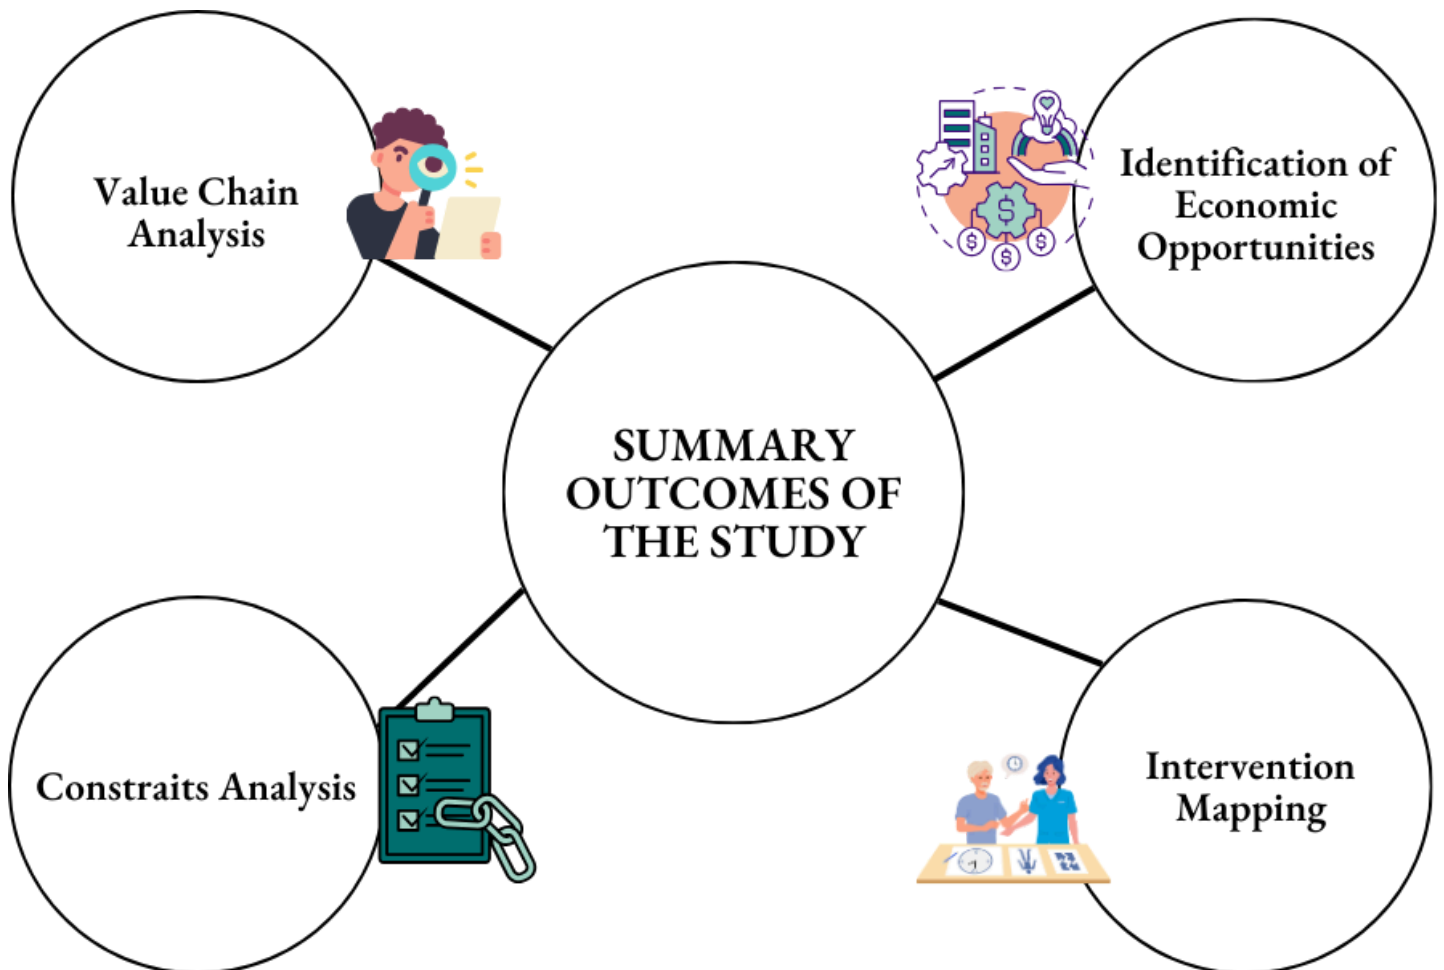 Value Chain
Analysis
Identification of
Economic
Opportunities
SUMMARY
OUTCOMES OF
THE STUDY
Constraits Analysis
Intervention
Mapping